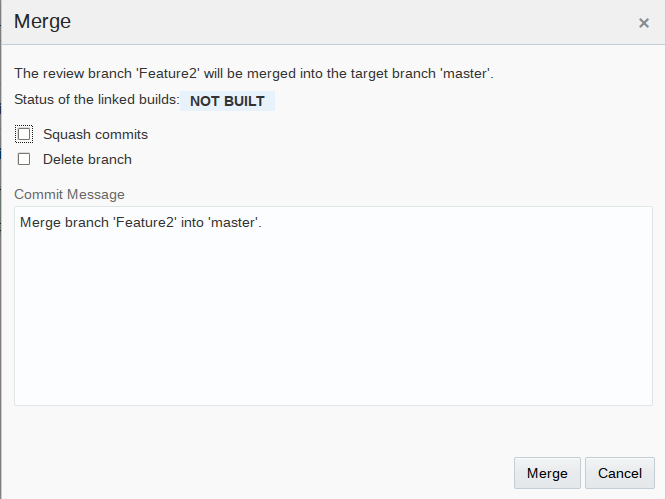 Merge
×
The review branch 'Feature2' will be merged into the target branch 'master'.
Status of the linked builds: NOT BUILT
Squash commits
Delete branch
Commit Message
Merge branch 'Feature2' into 'master'.
Merge Cancel